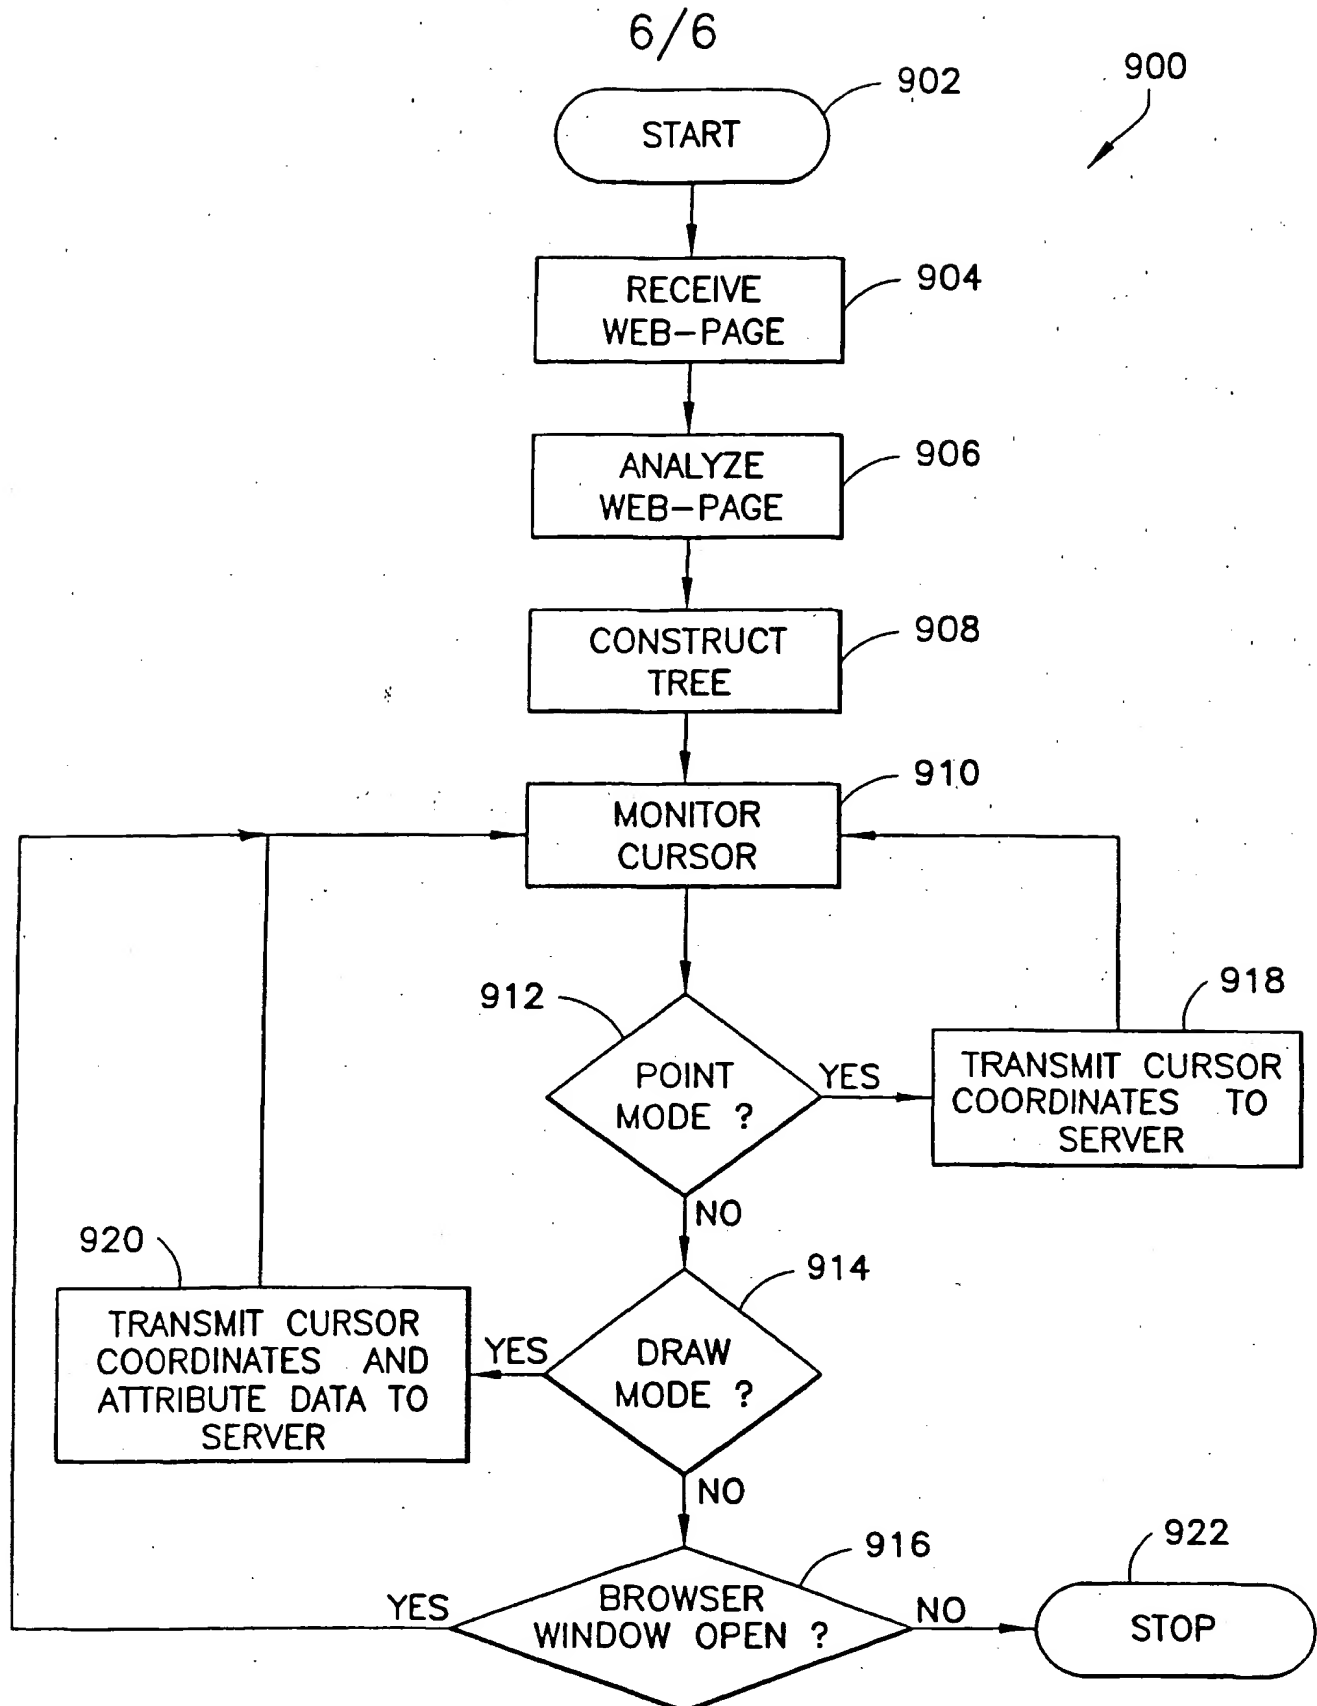 6/6
902
900
START
904
RECEIVE
WEB-PAGE
906
ANALYZE
WEB-PAGE
908
CONSTRUCT
TREE
910
MONITOR
CURSOR
912
918
POINT
MODE ?
YES
TRANSMIT CURSOR
COORDINATES TO
SERVER
NO
920
914
TRANSMIT CURSOR
COORDINATES AND
ATTRIBUTE DATA TO
SERVER
YES
DRAW
MODE ?
NO
916
922
YES
BROWSER
WINDOW OPEN ?
NO
STOP